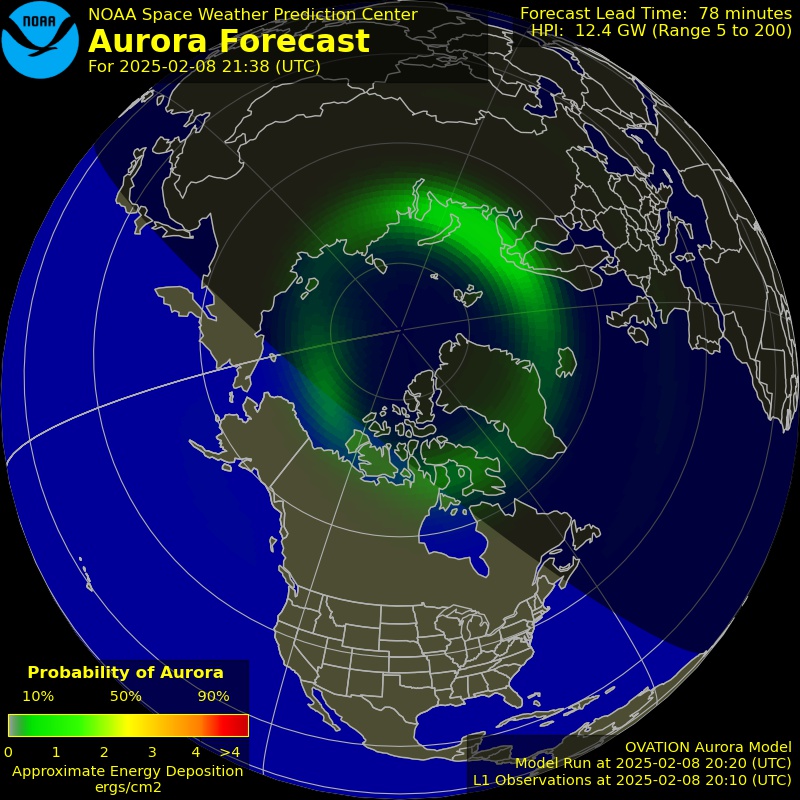 NOAA
NOAA Space Weather Prediction Center
Aurora Forecast
For 2025-02-08 21:38 (UTC)
Forecast Lead Time: 78 minutes
HPI: 12.4 GW (Range 5 to 200)
Probability of Aurora
10% 50% 90%
0 1 2 3 4 >4
Approximate Energy Deposition
ergs/cm2
OVATION Aurora Model
Model Run at 2025-02-08 20:20 (UTC)
L1 Observations at 2025-02-08 20:10 (UTC)